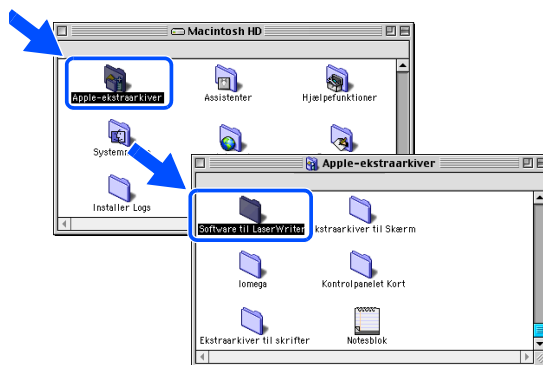 Macintosh HD
Apple-ekstraarkiver
Assistenter
Hjælpefunktioner
Installer Logs
Apple-ekstraarkiver
Software til LaserWriter
kstraarkiver til Skærm
Iomega
Kontrolpanelet Kort
Ekstraarkiver til skrifter
Notesblok